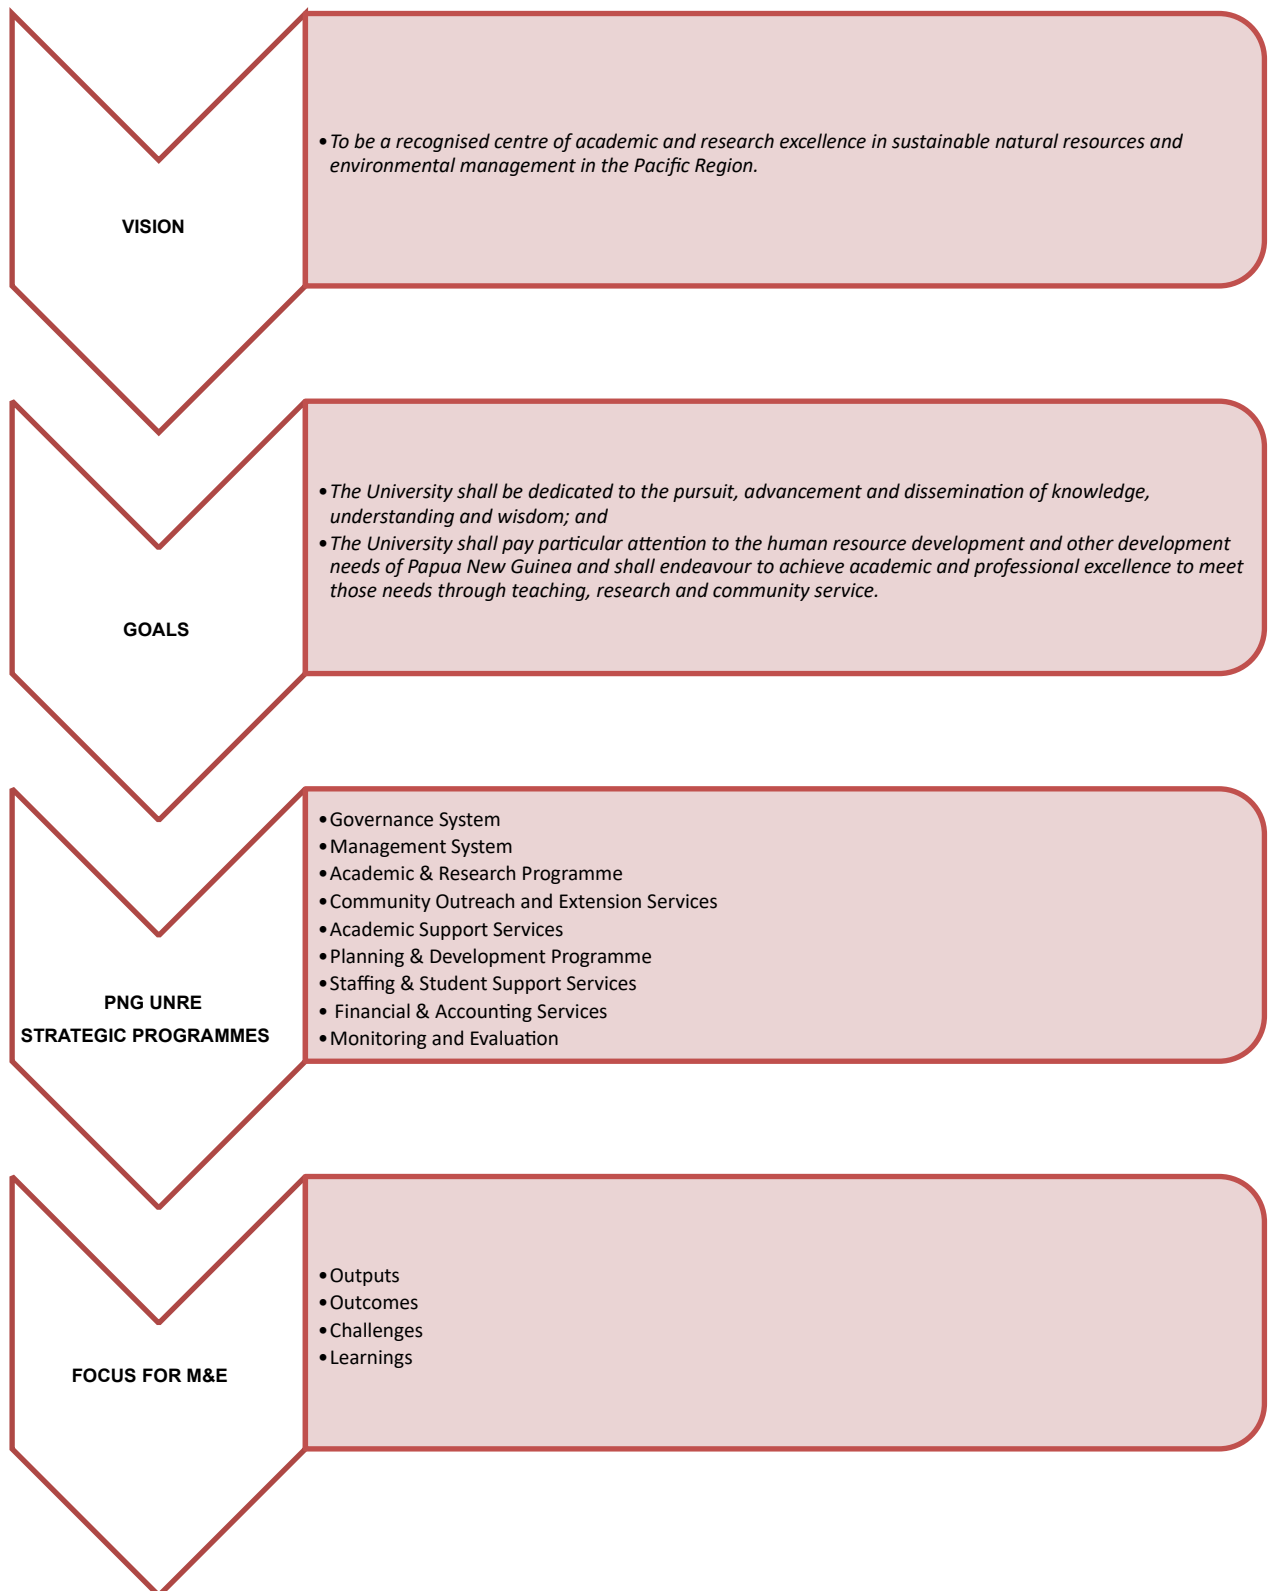 VISION
•To be a recognised centre of academic and research excellence in sustainable natural resources and
environmental management in the Pacific Region.
GOALS
•The University shall be dedicated to the pursuit, advancement and dissemination of knowledge,
understanding and wisdom; and
•The University shall pay particular attention to the human resource development and other development
needs of Papua New Guinea and shall endeavour to achieve academic and professional excellence to meet
those needs through teaching, research and community service.
PNG UNRE
STRATEGIC PROGRAMMES
•Governance System
•Management System
•Academic & Research Programme
•Community Outreach and Extension Services
•Academic Support Services
•Planning & Development Programme
•Staffing & Student Support Services
• Financial & Accounting Services
•Monitoring and Evaluation
FOCUS FOR M&E
•Outputs
•Outcomes
•Challenges
•Learnings